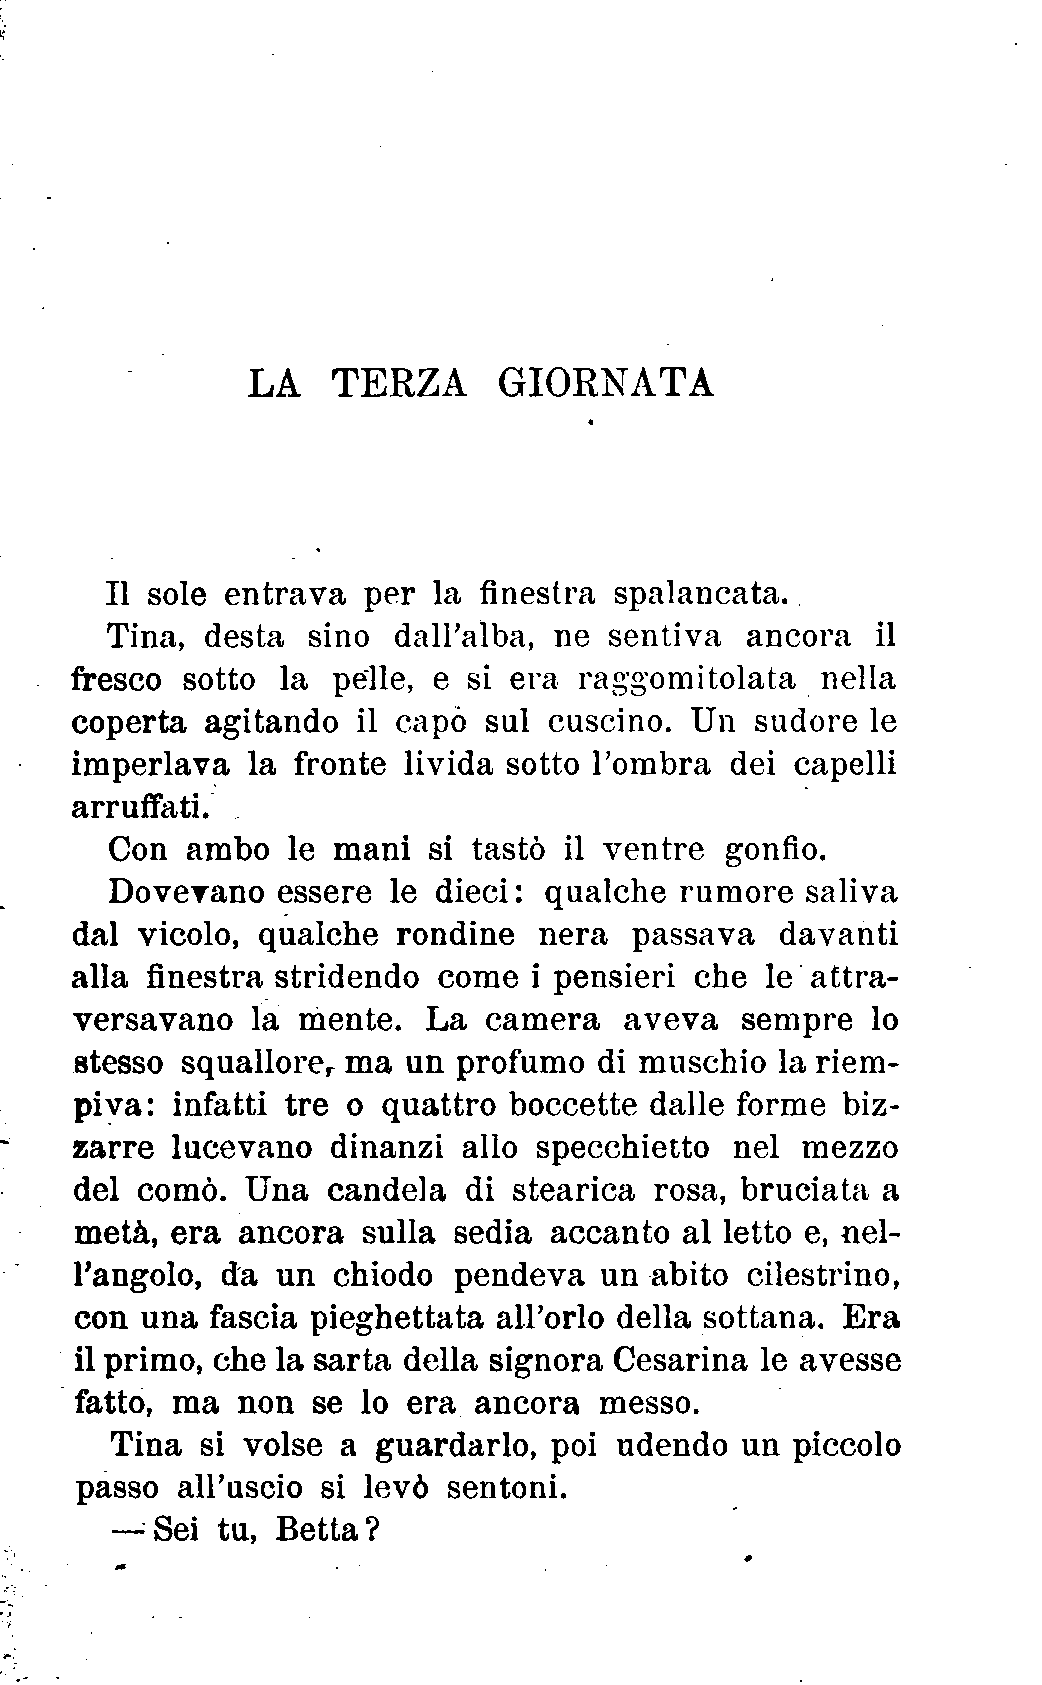 LA TERZA GIORNATA
Il sole entrava per la finestra spalancata.
Tina, desta sino dall'alba, ne sentiva ancora il
fresco sotto la pelle, e si era raggomitolata nella
coperta agitando il capo sul cuscino. Un sudore le
imperlava la fronte livida sotto l'ombra dei capelli
arruffati.
Con ambo le mani si tastò il ventre gonfio.
Dovevano essere le dieci: qualche rumore saliva
dal vicolo, qualche rondine nera passava davanti
alla finestra stridendo come i pensieri che le attra-
versavano la mente. La camera aveva sempre lo
stesso squallore, ma un profumo di muschio la riem-
piva: infatti tre o quattro boccette dalle forme biz-
zarre lucevano dinanzi allo specchietto nel mezzo
del comò. Una candela di stearica rosa, bruciata a
metà, era ancora sulla sedia accanto al letto e, nel-
l'angolo, da un chiodo pendeva un abito cilestrino,
con una fascia pieghettata all'orlo della sottana. Era
il primo, che la sarta della signora Cesarina le avesse
fatto, ma non se lo era ancora messo.
Tina si volse a guardarlo, poi udendo un piccolo
passo all'uscio si levò sentoni.
— Sei tu, Betta?